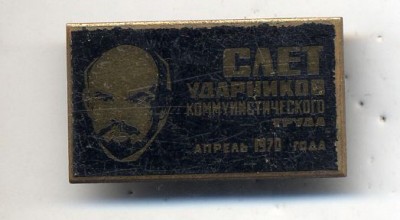 СЛЕТ
УДАРНИКОВ
КОММУНИСТИЧЕСКОГО
ТРУДА
АПРЕЛЬ 1970 ГОДА